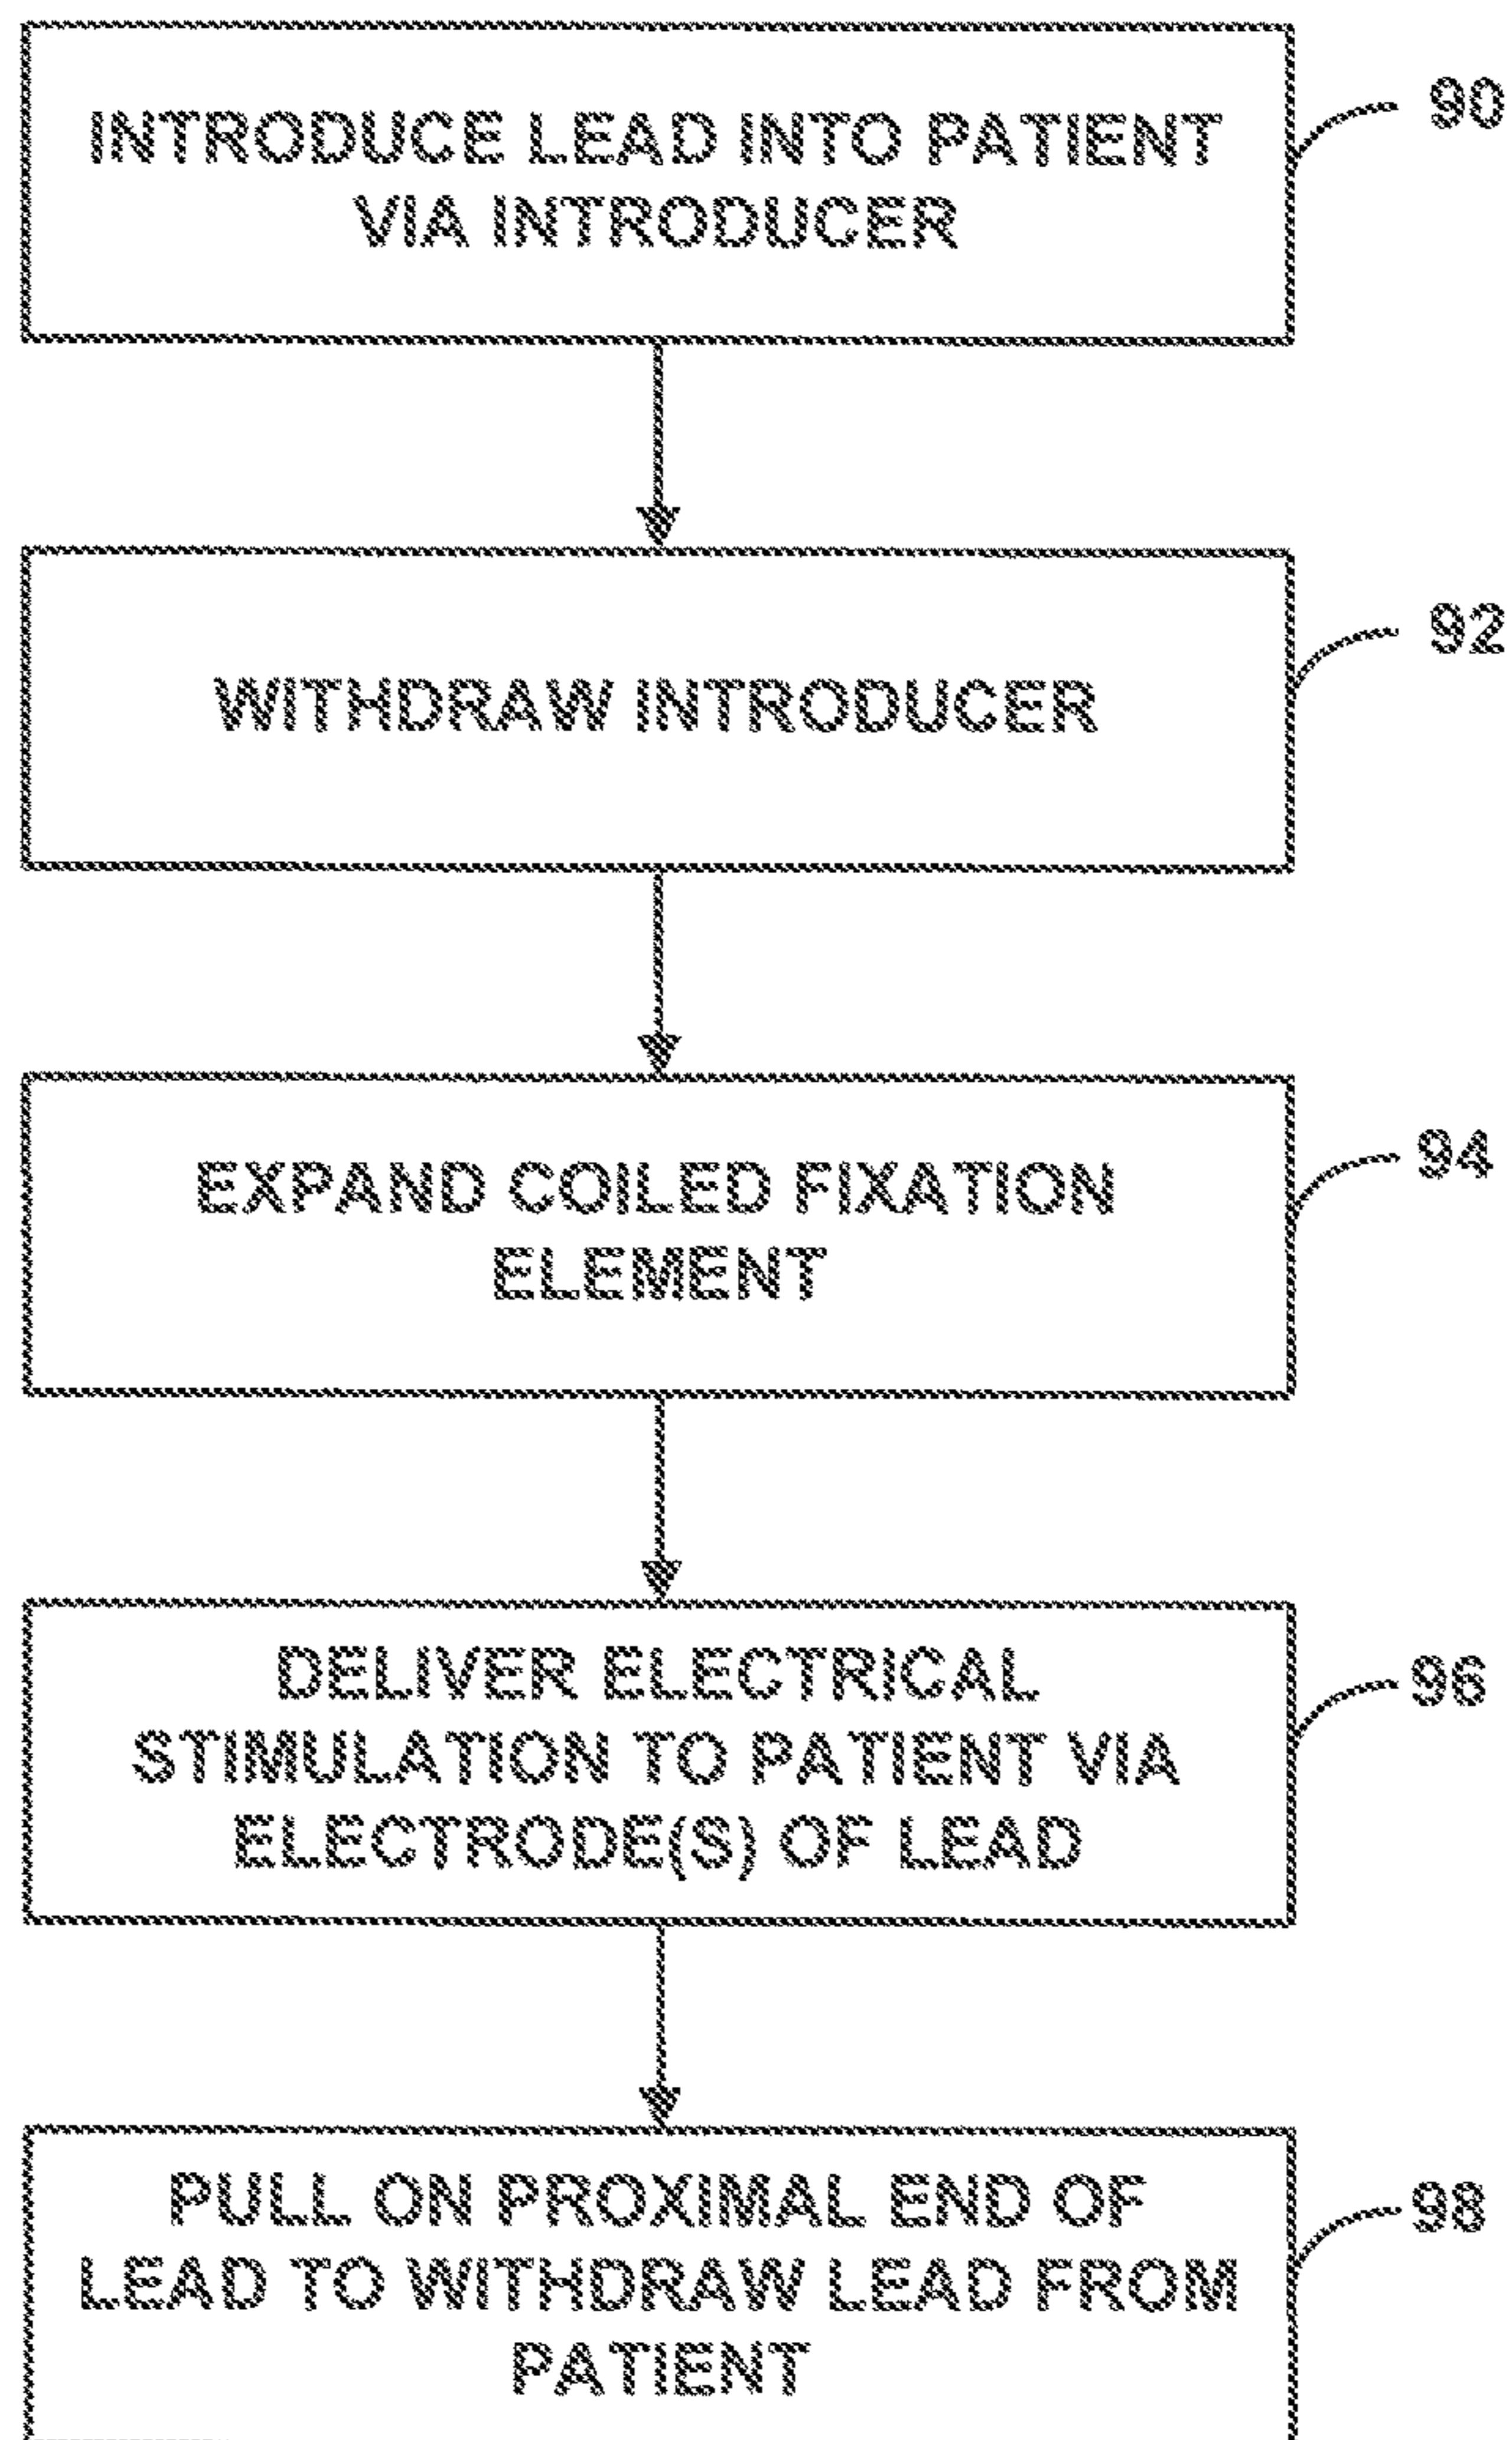 INTRODUCE LEAD INTO PATIENT
VIA INTRODUCER
90
WITHDRAW INTRODUCER
92
EXPAND COILED FIXATION
ELEMENT
94
DELIVER ELECTRICAL
STIMULATION TO PATIENT VIA
ELECTRODE(S) OF LEAD
96
PULL ON PROXIMAL END OF
LEAD TO WITHDRAW LEAD FROM
PATIENT
98